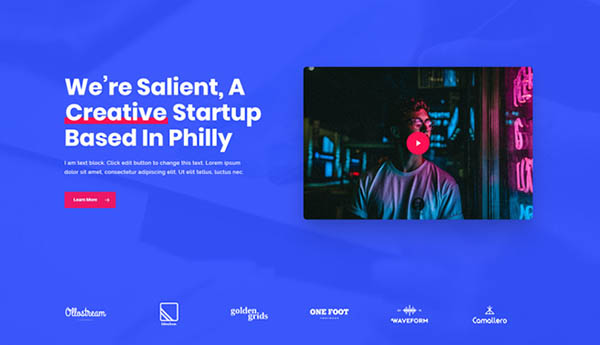 We’re Salient, A
Creative Startup
Based In Philly
I am text block. Click edit button to change this text. Lorem ipsum
dolor sit amet, consectetur adipiscing elit. Ut elit tellus, luctus nec
Learn More
Ollostream
golden
grids
ONE FOOT
WAVEFORM
Camallero